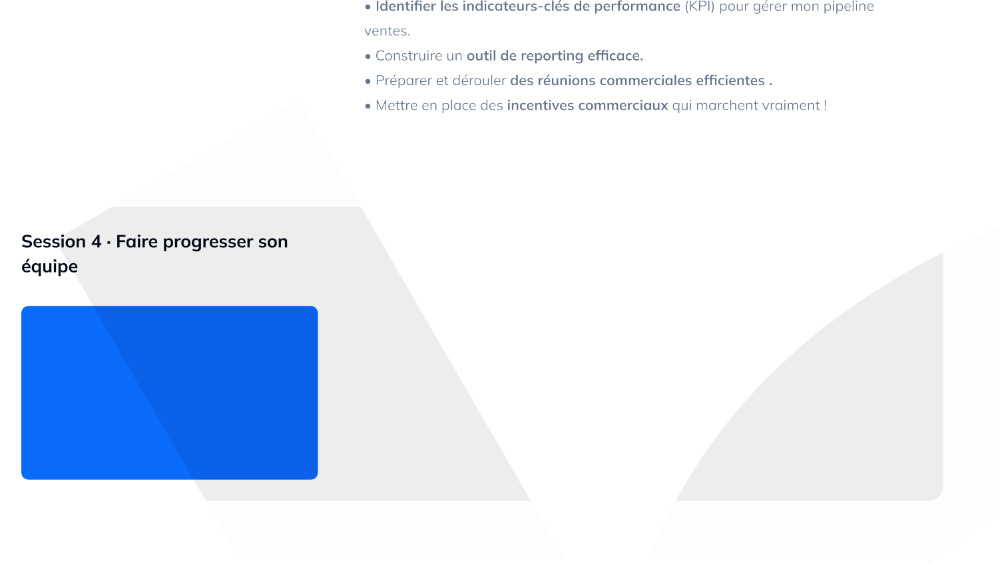 • Identifier les indicateurs-clés de performance (KPI) pour gérer mon pipeline
ventes.
• Construire un outil de reporting efficace.
• Préparer et dérouler des réunions commerciales efficientes .
• Mettre en place des incentives commerciaux qui marchent vraiment !
Session 4 · Faire progresser son
équipe